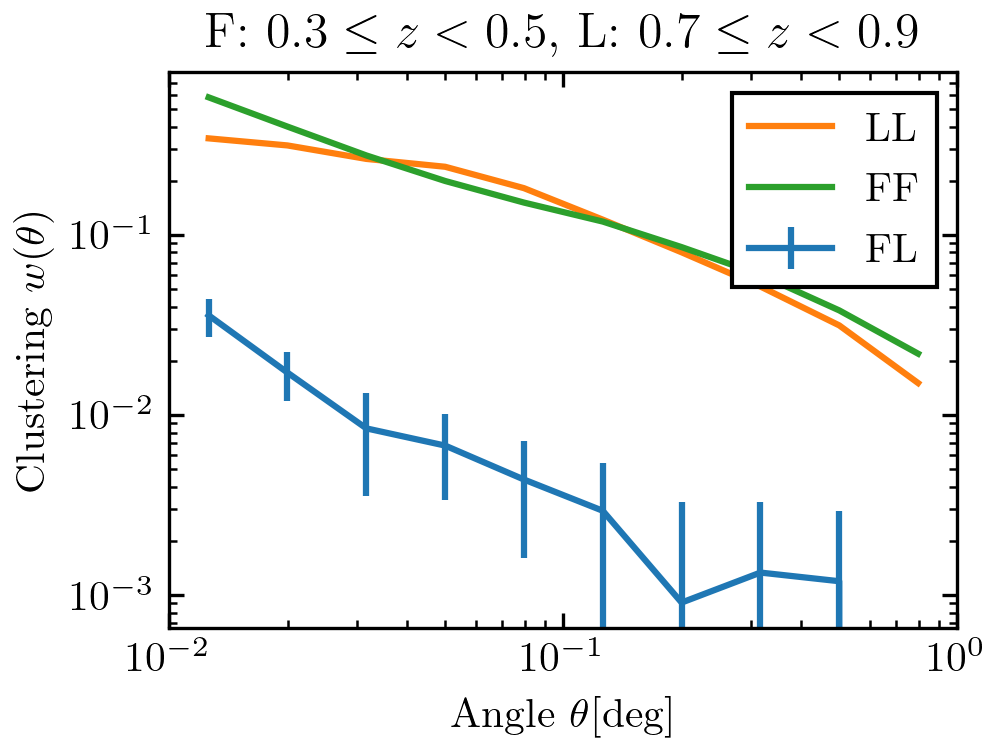 F: 0.3 ≤ z < 0.5, L: 0.7 ≤ z < 0.9
Clustering w(θ)
10⁻¹
10⁻²
10⁻³
LL
FF
FL
10⁻² 10⁻¹ 10⁰
Angle θ[deg]